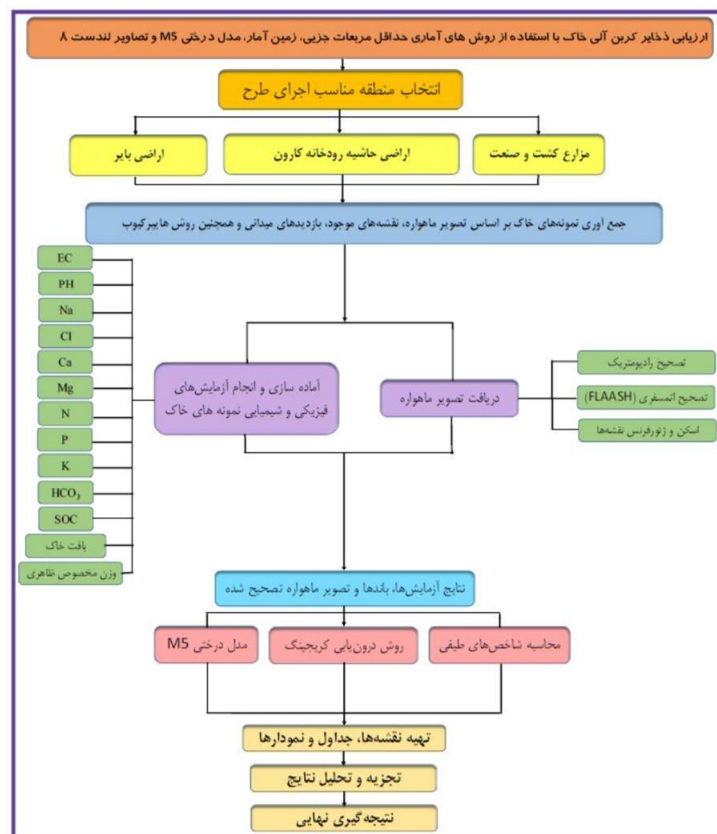 ارزیابی ذخایر کربن آلی خاک با استفاده از روش های آماری حداقل مربعات جزیی، زمین آمار، مدل درختی M5 و تصاویر لندست ۸
انتخاب منطقه مناسب اجرای طرح
مزارع کشت و صنعت
اراضی حاشیه رودخانه کارون
اراضی بایر
جمع آوری نمونه‌های خاک بر اساس تصویر ماهواره، نقشه‌های موجود، بازدیدهای میدانی و همچنین روش هایپرکیوب
دریافت تصویر ماهواره
تصحیح رادیومتریک
تصحیح اتمسفری (FLAASH)
اسکن و ژئورفرنس نقشه‌ها
آماده سازی و انجام آزمایش‌های
فیزیکی و شیمیایی نمونه های خاک
EC
PH
Na
Cl
Ca
Mg
N
P
K
HCO₃
SOC
بافت خاک
وزن مخصوص ظاهری
نتایج آزمایش‌ها، باندها و تصویر ماهواره تصحیح شده
محاسبه شاخص‌های طیفی
روش درون‌یابی کریجینگ
مدل درختی M5
تهیه نقشه‌ها، جداول و نمودارها
تجزیه و تحلیل نتایج
نتیجه‌گیری نهایی